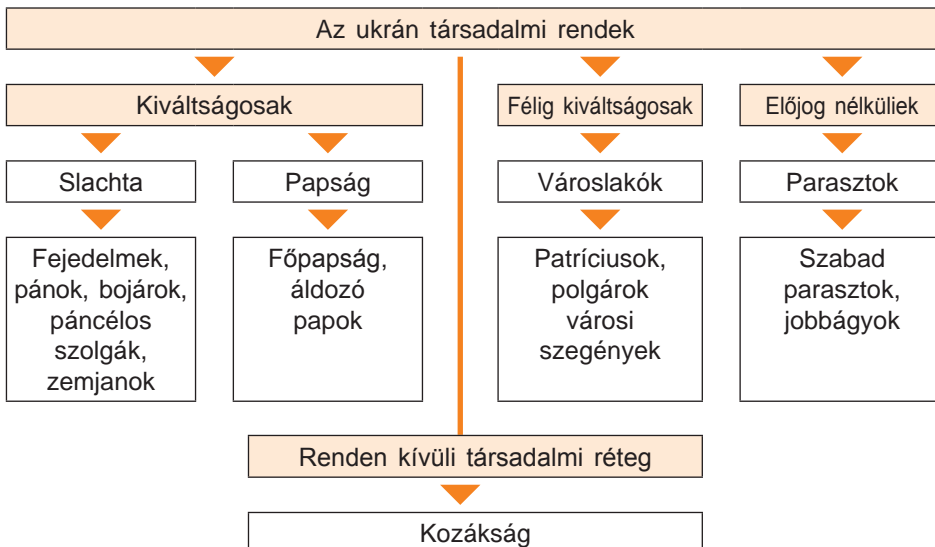 Az ukrán társadalmi rendek
Kiváltságosak
Félig kiváltságosak
Előjog nélküliek
Slachta
Papság
Városlakók
Parasztok
Fejedelmek,
pánok, bojárok,
páncélos
szolgák,
zemjanok
Főpapság,
áldozó
papok
Patríciusok,
polgárok
városi
szegények
Szabad
parasztok,
jobbágyok
Renden kívüli társadalmi réteg
Kozákság